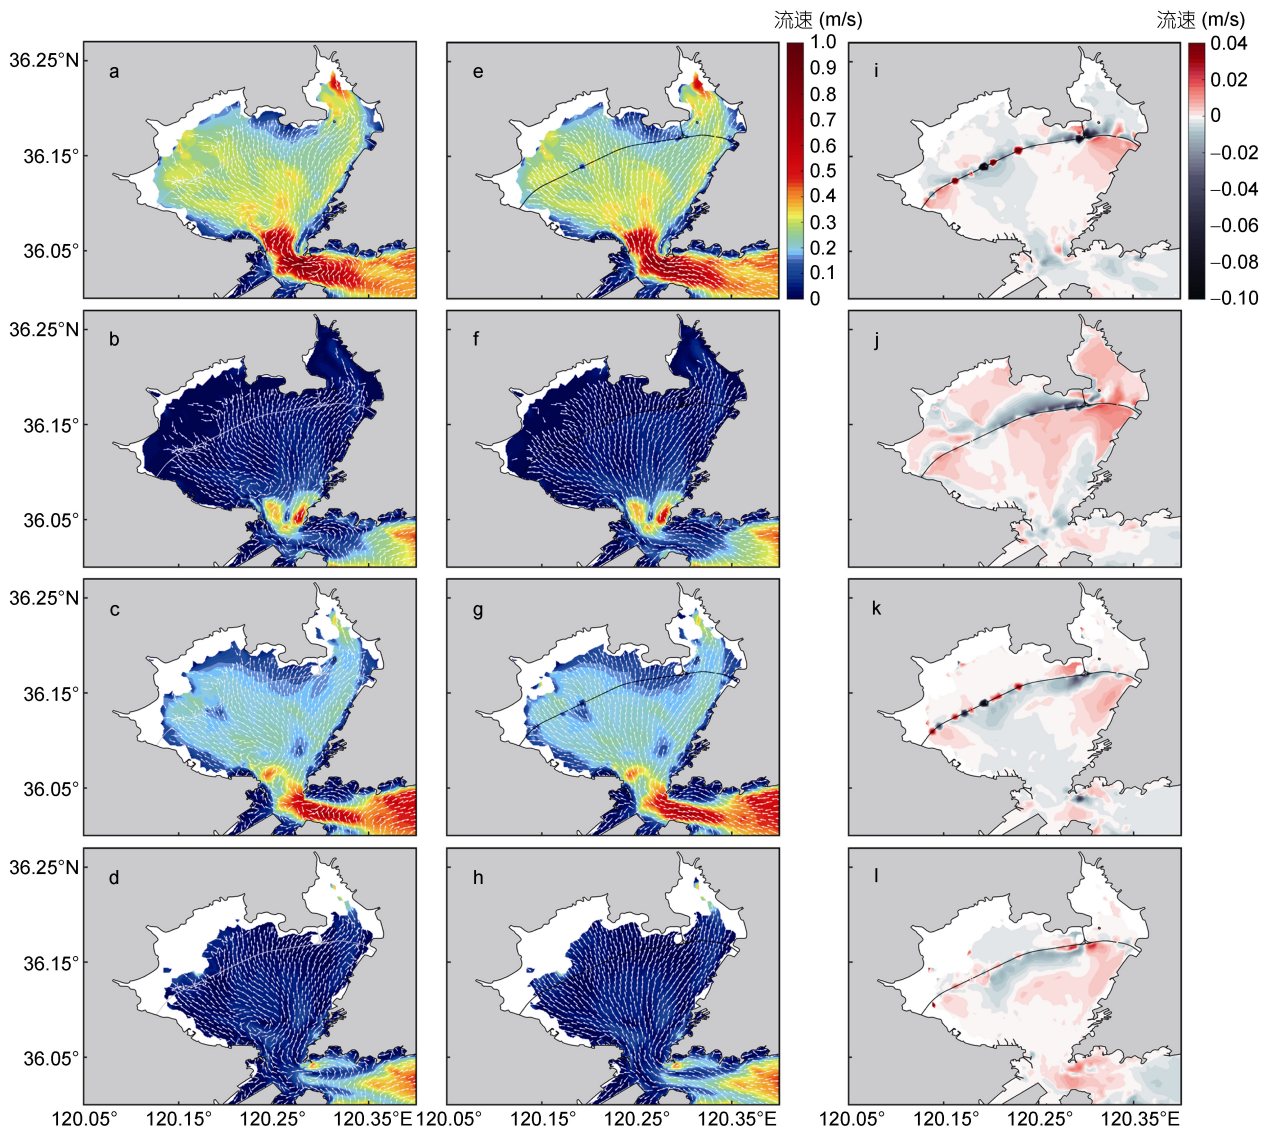 流速 (m/s)
流速 (m/s)
36.25°N
36.15°
36.05°
a
e
1.0
0.9
0.8
0.7
0.6
0.5
0.4
0.3
0.2
0.1
0
i
0.04
0.02
0
−0.02
−0.04
−0.06
−0.08
−0.10
36.25°N
36.15°
36.05°
b
f
j
36.25°N
36.15°
36.05°
c
g
k
36.25°N
36.15°
36.05°
d
h
l
120.05° 120.15° 120.25° 120.35°E
120.05° 120.15° 120.25° 120.35°E
120.05° 120.15° 120.25° 120.35°